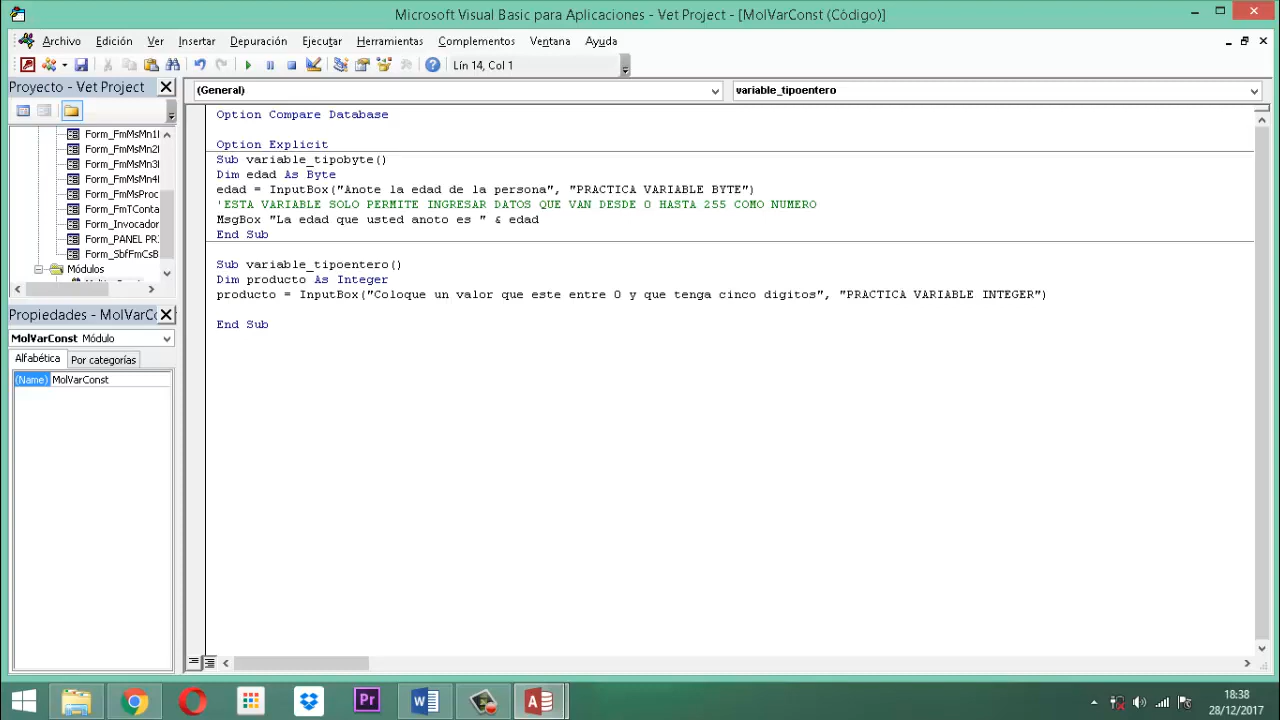 Microsoft Visual Basic para Aplicaciones - Vet Project - [MolVarConst (Código)]
Archivo Edición Ver Insertar Depuración Ejecutar Herramientas Complementos Ventana Ayuda
Lín 14, Col 1
Proyecto - Vet Project
(General) variable_tipoentero
Form_FmMsMn1
Form_FmMsMn2
Form_FmMsMn3
Form_FmMsMn4
Form_FmMsProc
Form_FmTConta
Form_Invocador
Form_PANEL PR
Form_SbfFmCsB
Módulos
Propiedades - MolVarCo
MolVarConst Módulo
Alfabética Por categorías
(Name) MolVarConst
Option Compare Database
Option Explicit
Sub variable_tipobyte()
Dim edad As Byte
edad = InputBox("Anote la edad de la persona", "PRACTICA VARIABLE BYTE")
'ESTA VARIABLE SOLO PERMITE INGRESAR DATOS QUE VAN DESDE 0 HASTA 255 COMO NUMERO
MsgBox "La edad que usted anoto es " & edad
End Sub
Sub variable_tipoentero()
Dim producto As Integer
producto = InputBox("Coloque un valor que este entre 0 y que tenga cinco digitos", "PRACTICA VARIABLE INTEGER")
End Sub
Pr
18:38
28/12/2017